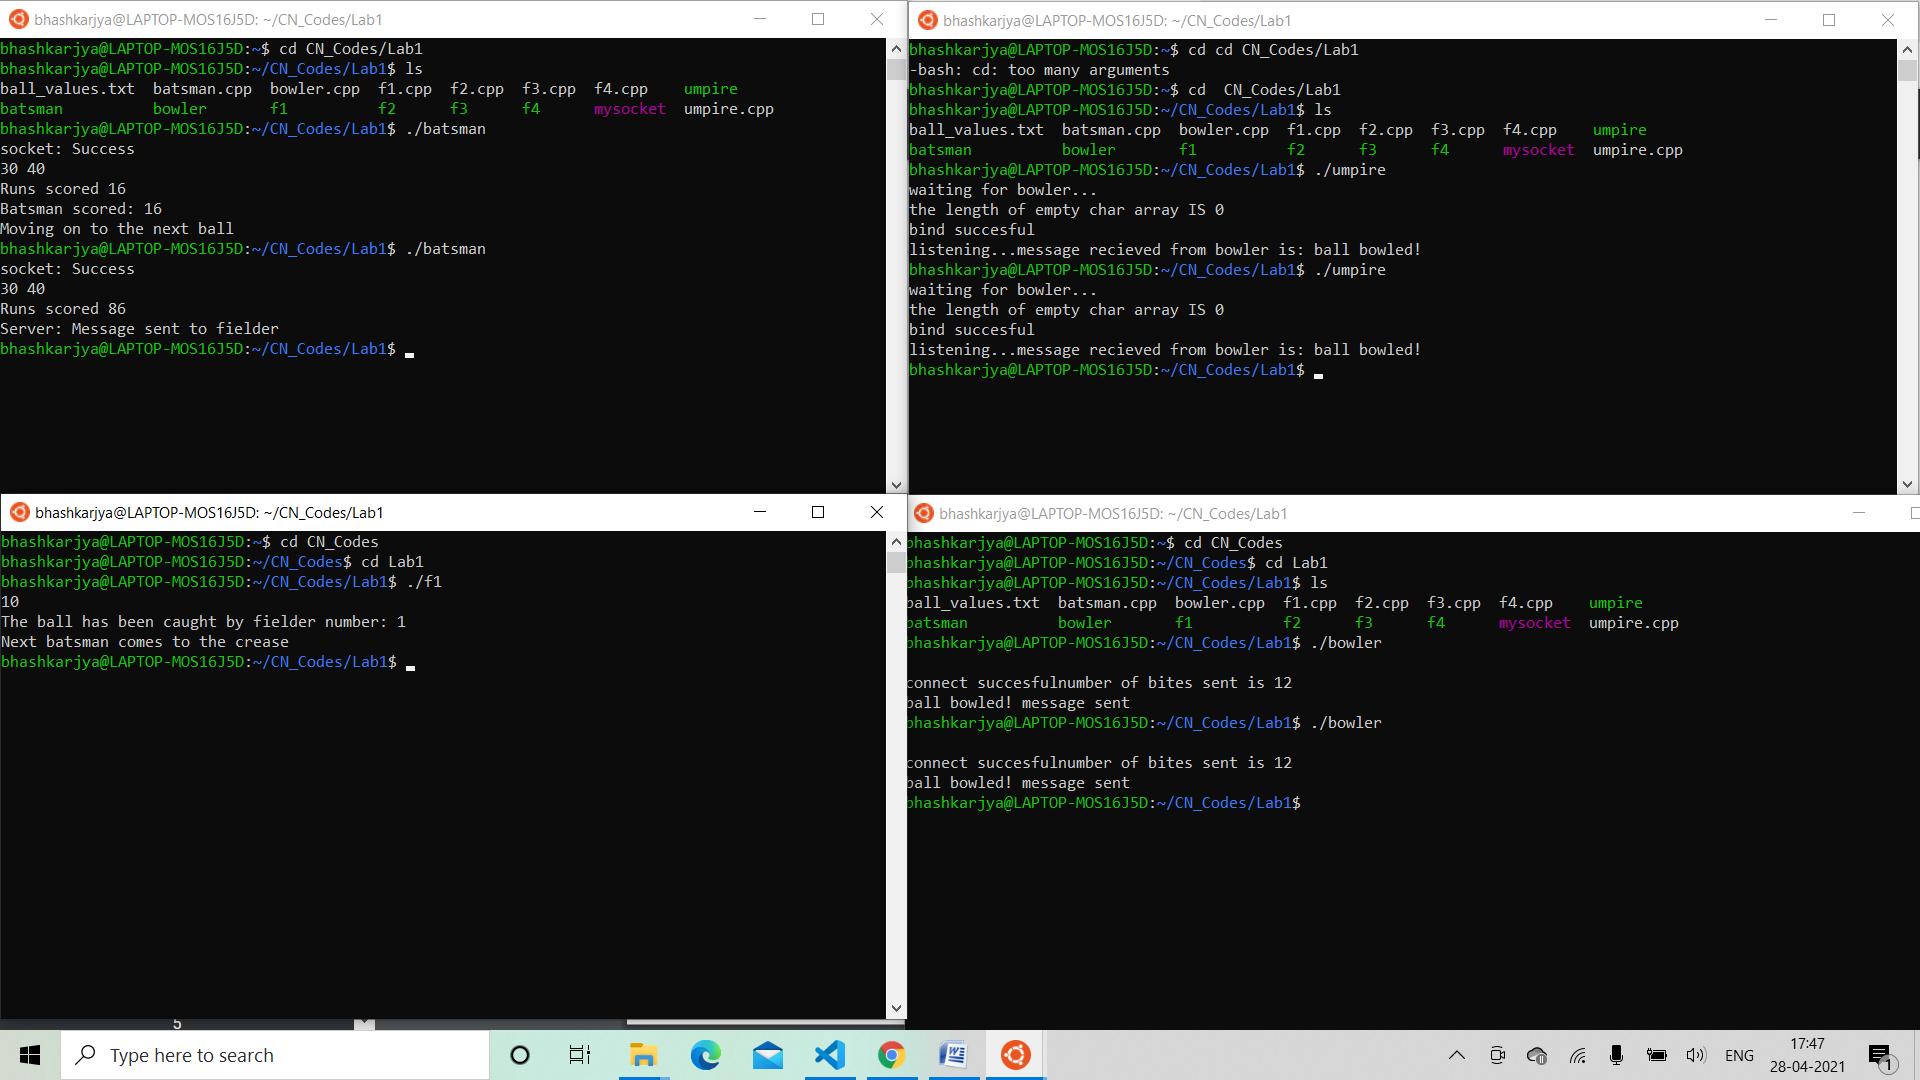 bhashkarjya@LAPTOP-MOS16J5D: ~/CN_Codes/Lab1
bhashkarjya@LAPTOP-MOS16J5D:~$ cd CN_Codes/Lab1
bhashkarjya@LAPTOP-MOS16J5D:~/CN_Codes/Lab1$ ls
ball_values.txt  batsman.cpp  bowler.cpp  f1.cpp  f2.cpp  f3.cpp  f4.cpp    umpire
batsman          bowler       f1          f2      f3      f4      mysocket  umpire.cpp
bhashkarjya@LAPTOP-MOS16J5D:~/CN_Codes/Lab1$ ./batsman
socket: Success
30 40
Runs scored 16
Batsman scored: 16
Moving on to the next ball
bhashkarjya@LAPTOP-MOS16J5D:~/CN_Codes/Lab1$ ./batsman
socket: Success
30 40
Runs scored 86
Server: Message sent to fielder
bhashkarjya@LAPTOP-MOS16J5D:~/CN_Codes/Lab1$
bhashkarjya@LAPTOP-MOS16J5D: ~/CN_Codes/Lab1
bhashkarjya@LAPTOP-MOS16J5D:~$ cd cd CN_Codes/Lab1
-bash: cd: too many arguments
bhashkarjya@LAPTOP-MOS16J5D:~$ cd  CN_Codes/Lab1
bhashkarjya@LAPTOP-MOS16J5D:~/CN_Codes/Lab1$ ls
ball_values.txt  batsman.cpp  bowler.cpp  f1.cpp  f2.cpp  f3.cpp  f4.cpp    umpire
batsman          bowler       f1          f2      f3      f4      mysocket  umpire.cpp
bhashkarjya@LAPTOP-MOS16J5D:~/CN_Codes/Lab1$ ./umpire
waiting for bowler...
the length of empty char array IS 0
bind succesful
listening...message recieved from bowler is: ball bowled!
bhashkarjya@LAPTOP-MOS16J5D:~/CN_Codes/Lab1$ ./umpire
waiting for bowler...
the length of empty char array IS 0
bind succesful
listening...message recieved from bowler is: ball bowled!
bhashkarjya@LAPTOP-MOS16J5D:~/CN_Codes/Lab1$
bhashkarjya@LAPTOP-MOS16J5D: ~/CN_Codes/Lab1
bhashkarjya@LAPTOP-MOS16J5D:~$ cd CN_Codes
bhashkarjya@LAPTOP-MOS16J5D:~/CN_Codes$ cd Lab1
bhashkarjya@LAPTOP-MOS16J5D:~/CN_Codes/Lab1$ ./f1
10
The ball has been caught by fielder number: 1
Next batsman comes to the crease
bhashkarjya@LAPTOP-MOS16J5D:~/CN_Codes/Lab1$
bhashkarjya@LAPTOP-MOS16J5D: ~/CN_Codes/Lab1
bhashkarjya@LAPTOP-MOS16J5D:~$ cd CN_Codes
bhashkarjya@LAPTOP-MOS16J5D:~/CN_Codes$ cd Lab1
bhashkarjya@LAPTOP-MOS16J5D:~/CN_Codes/Lab1$ ls
ball_values.txt  batsman.cpp  bowler.cpp  f1.cpp  f2.cpp  f3.cpp  f4.cpp    umpire
batsman          bowler       f1          f2      f3      f4      mysocket  umpire.cpp
bhashkarjya@LAPTOP-MOS16J5D:~/CN_Codes/Lab1$ ./bowler
connect succesfulnumber of bites sent is 12
ball bowled! message sent
bhashkarjya@LAPTOP-MOS16J5D:~/CN_Codes/Lab1$ ./bowler
connect succesfulnumber of bites sent is 12
ball bowled! message sent
bhashkarjya@LAPTOP-MOS16J5D:~/CN_Codes/Lab1$
5
Type here to search
ENG
17:47
28-04-2021
1